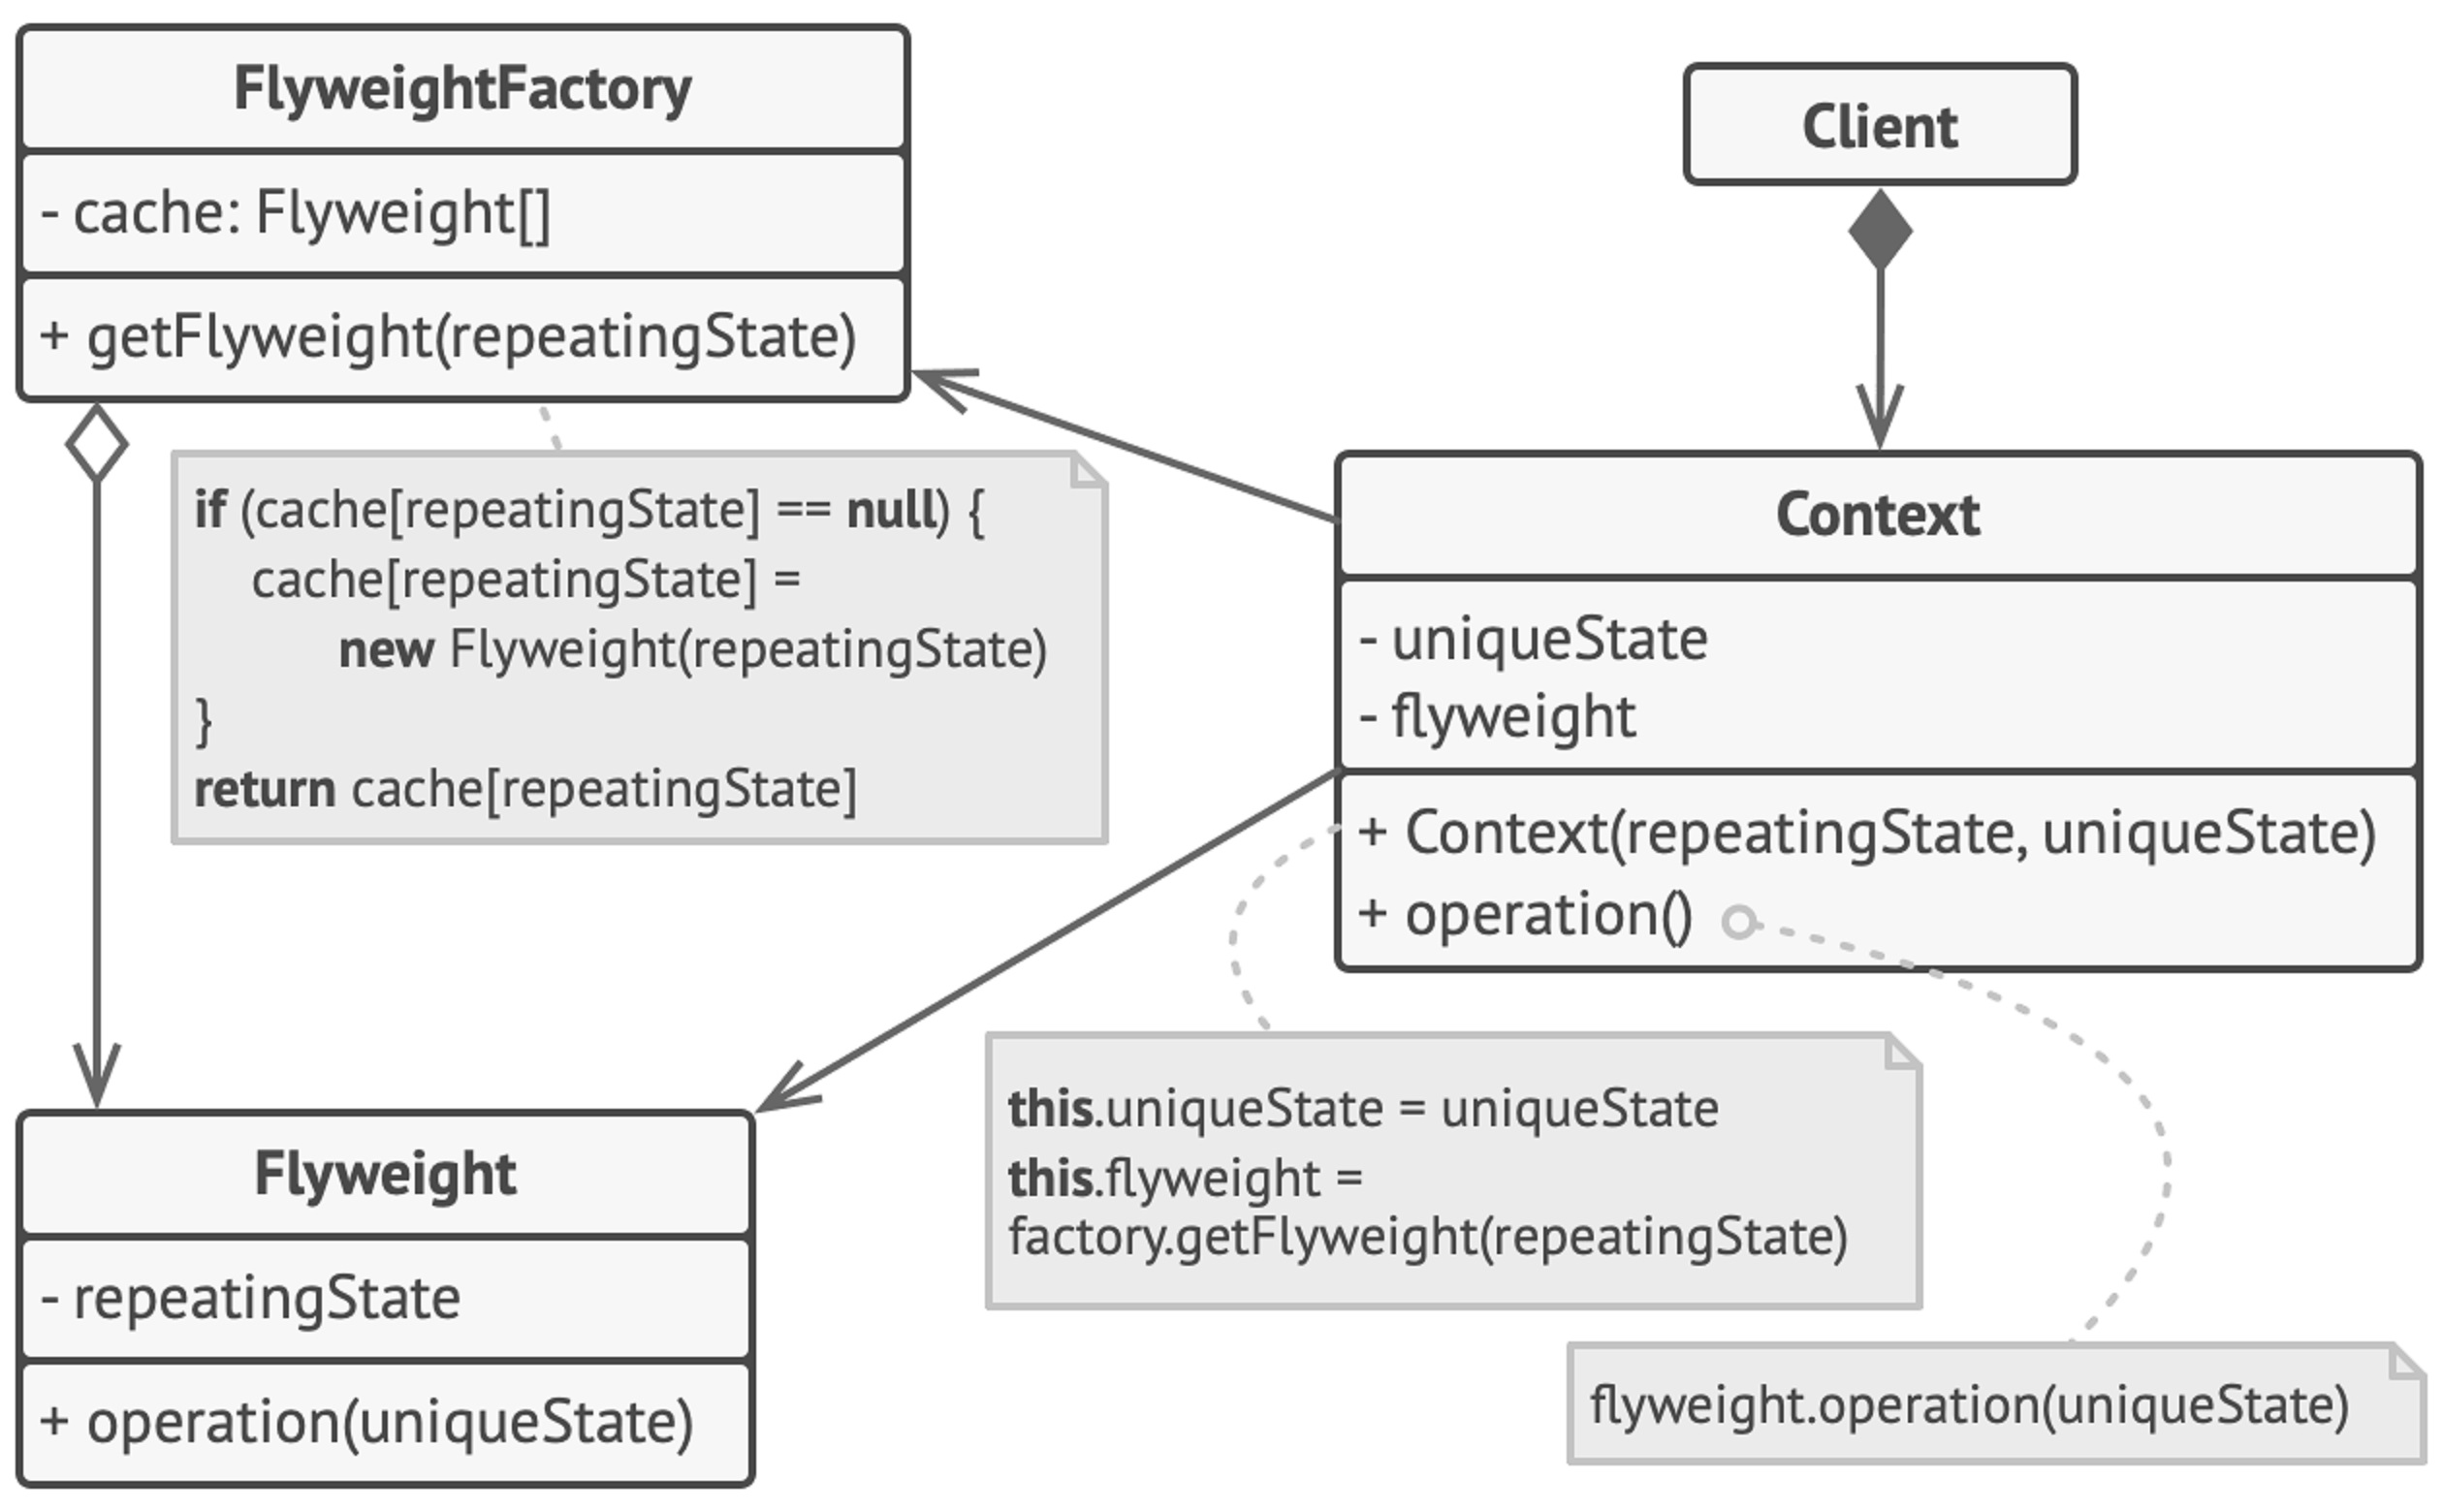 FlyweightFactory
- cache: Flyweight[]
+ getFlyweight(repeatingState)
if (cache[repeatingState] == null) {
cache[repeatingState] =
new Flyweight(repeatingState)
}
return cache[repeatingState]
Client
Context
- uniqueState
- flyweight
+ Context(repeatingState, uniqueState)
+ operation()
this.uniqueState = uniqueState
this.flyweight =
factory.getFlyweight(repeatingState)
flyweight.operation(uniqueState)
Flyweight
- repeatingState
+ operation(uniqueState)